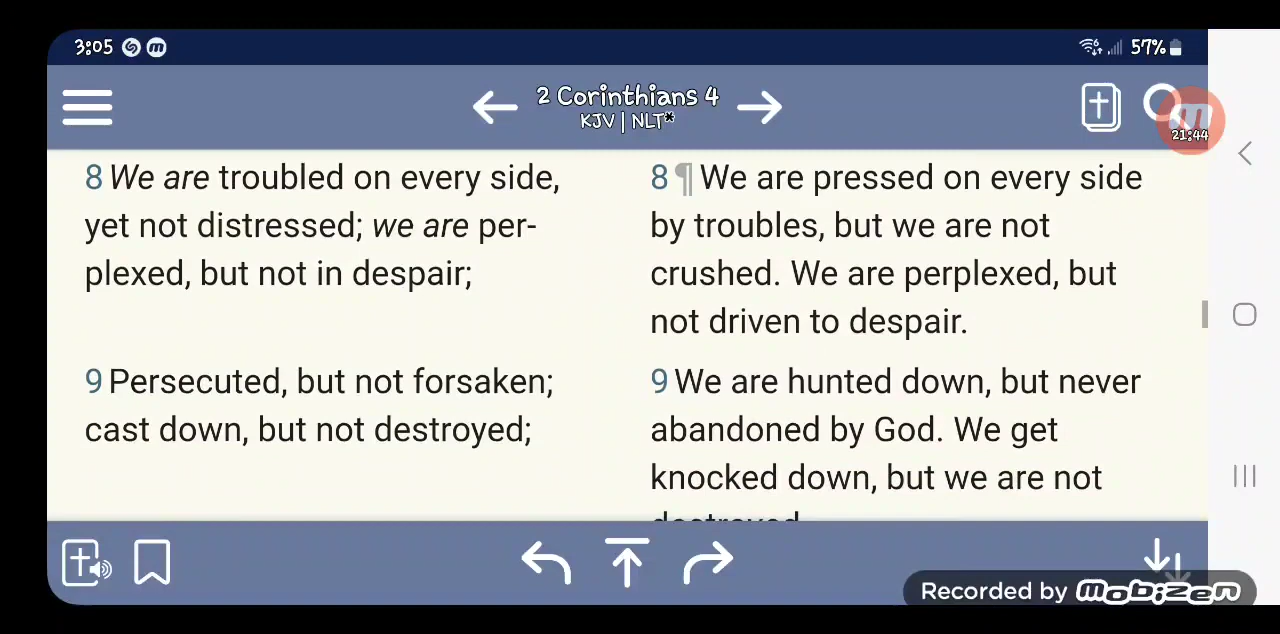 3:05
57%
2 Corinthians 4
KJV | NLT*
21:44
8 We are troubled on every side,
yet not distressed; we are per-
plexed, but not in despair;
9 Persecuted, but not forsaken;
cast down, but not destroyed;
8 ¶ We are pressed on every side
by troubles, but we are not
crushed. We are perplexed, but
not driven to despair.
9 We are hunted down, but never
abandoned by God. We get
knocked down, but we are not
destroyed
Recorded by mobizen